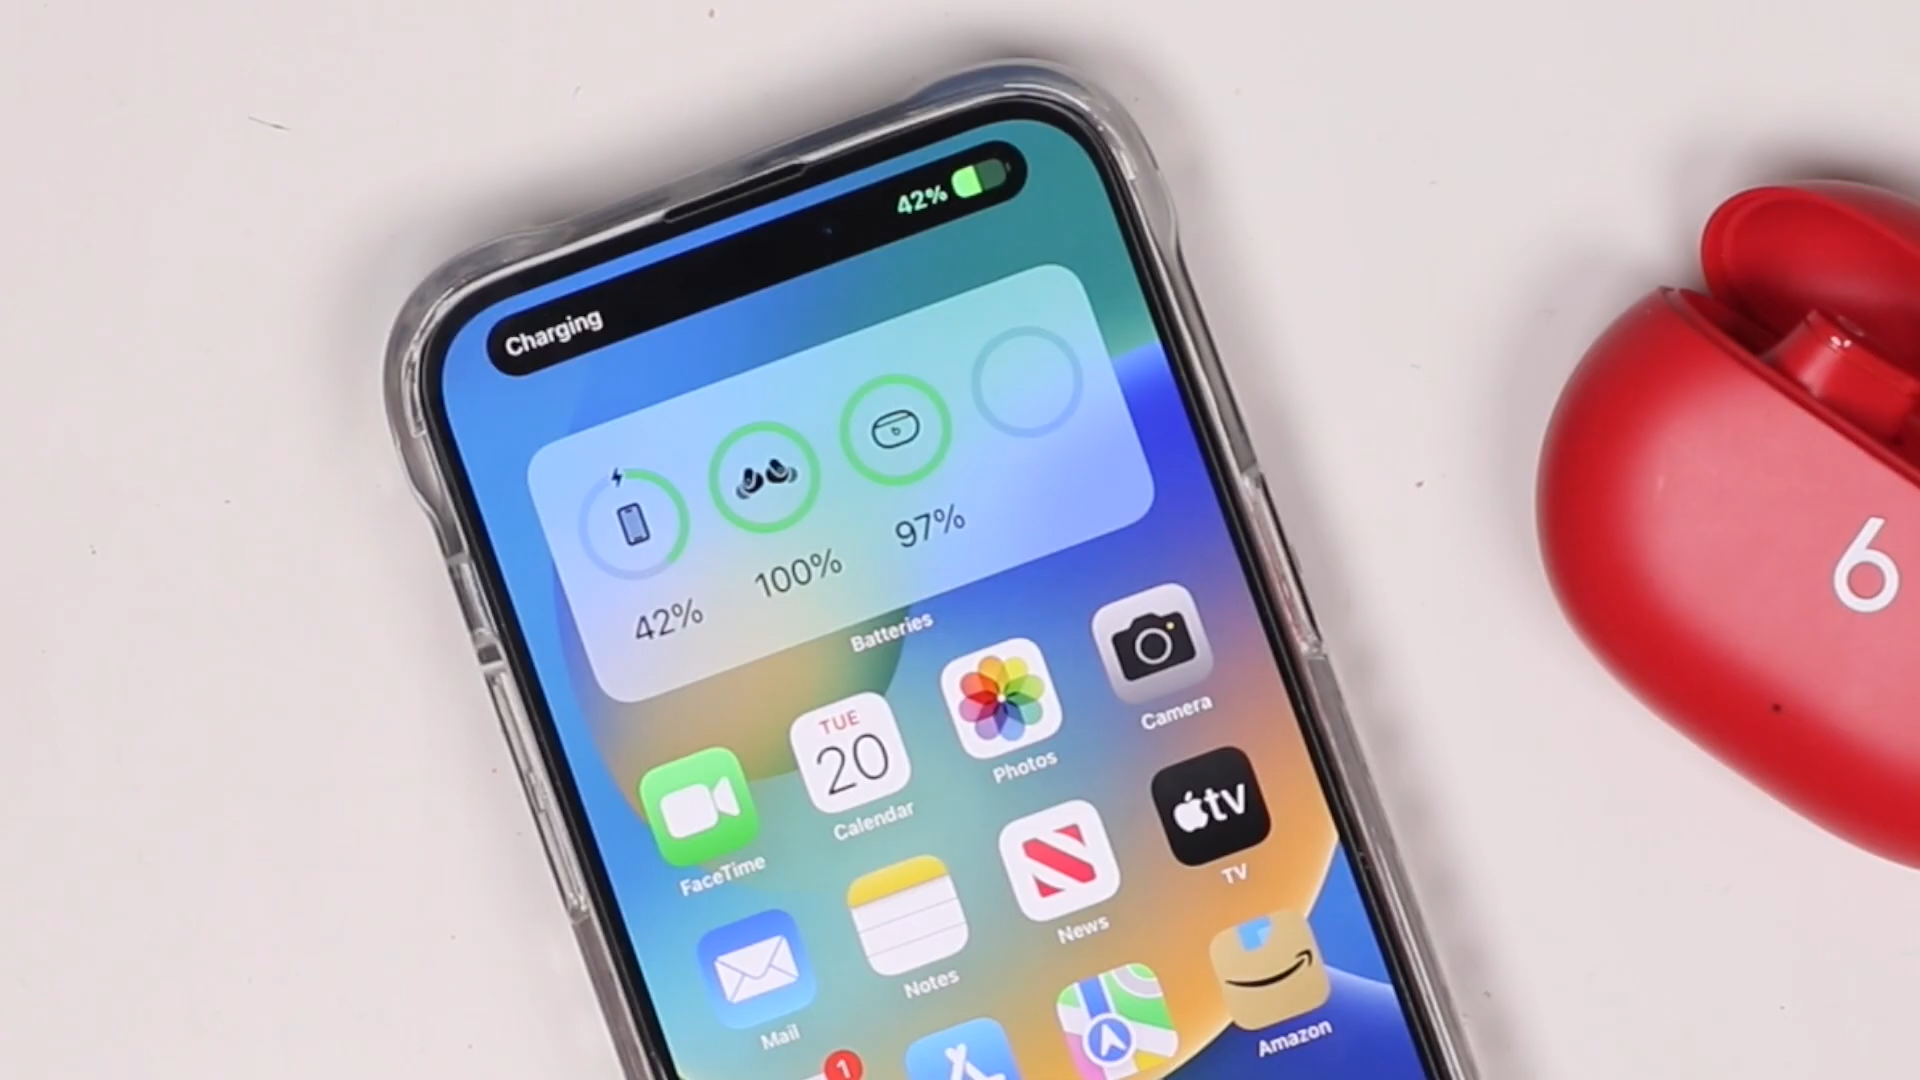 Charging
42%
42%
100%
97%
Batteries
FaceTime
TUE
20
Calendar
Photos
Camera
Mail
Notes
News
tv
TV
1
Amazon